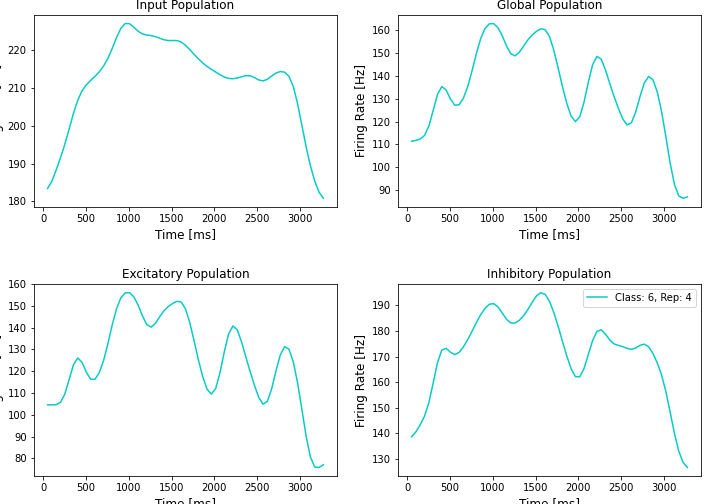 Input Population
220
210
200
190
180
0 500 1000 1500 2000 2500 3000
Time [ms]
Global Population
Firing Rate [Hz]
160
150
140
130
120
110
100
90
0 500 1000 1500 2000 2500 3000
Time [ms]
Excitatory Population
160
150
140
130
120
110
100
90
80
0 500 1000 1500 2000 2500 3000
Time [ms]
Inhibitory Population
Class: 6, Rep: 4
Firing Rate [Hz]
190
180
170
160
150
140
130
0 500 1000 1500 2000 2500 3000
Time [ms]